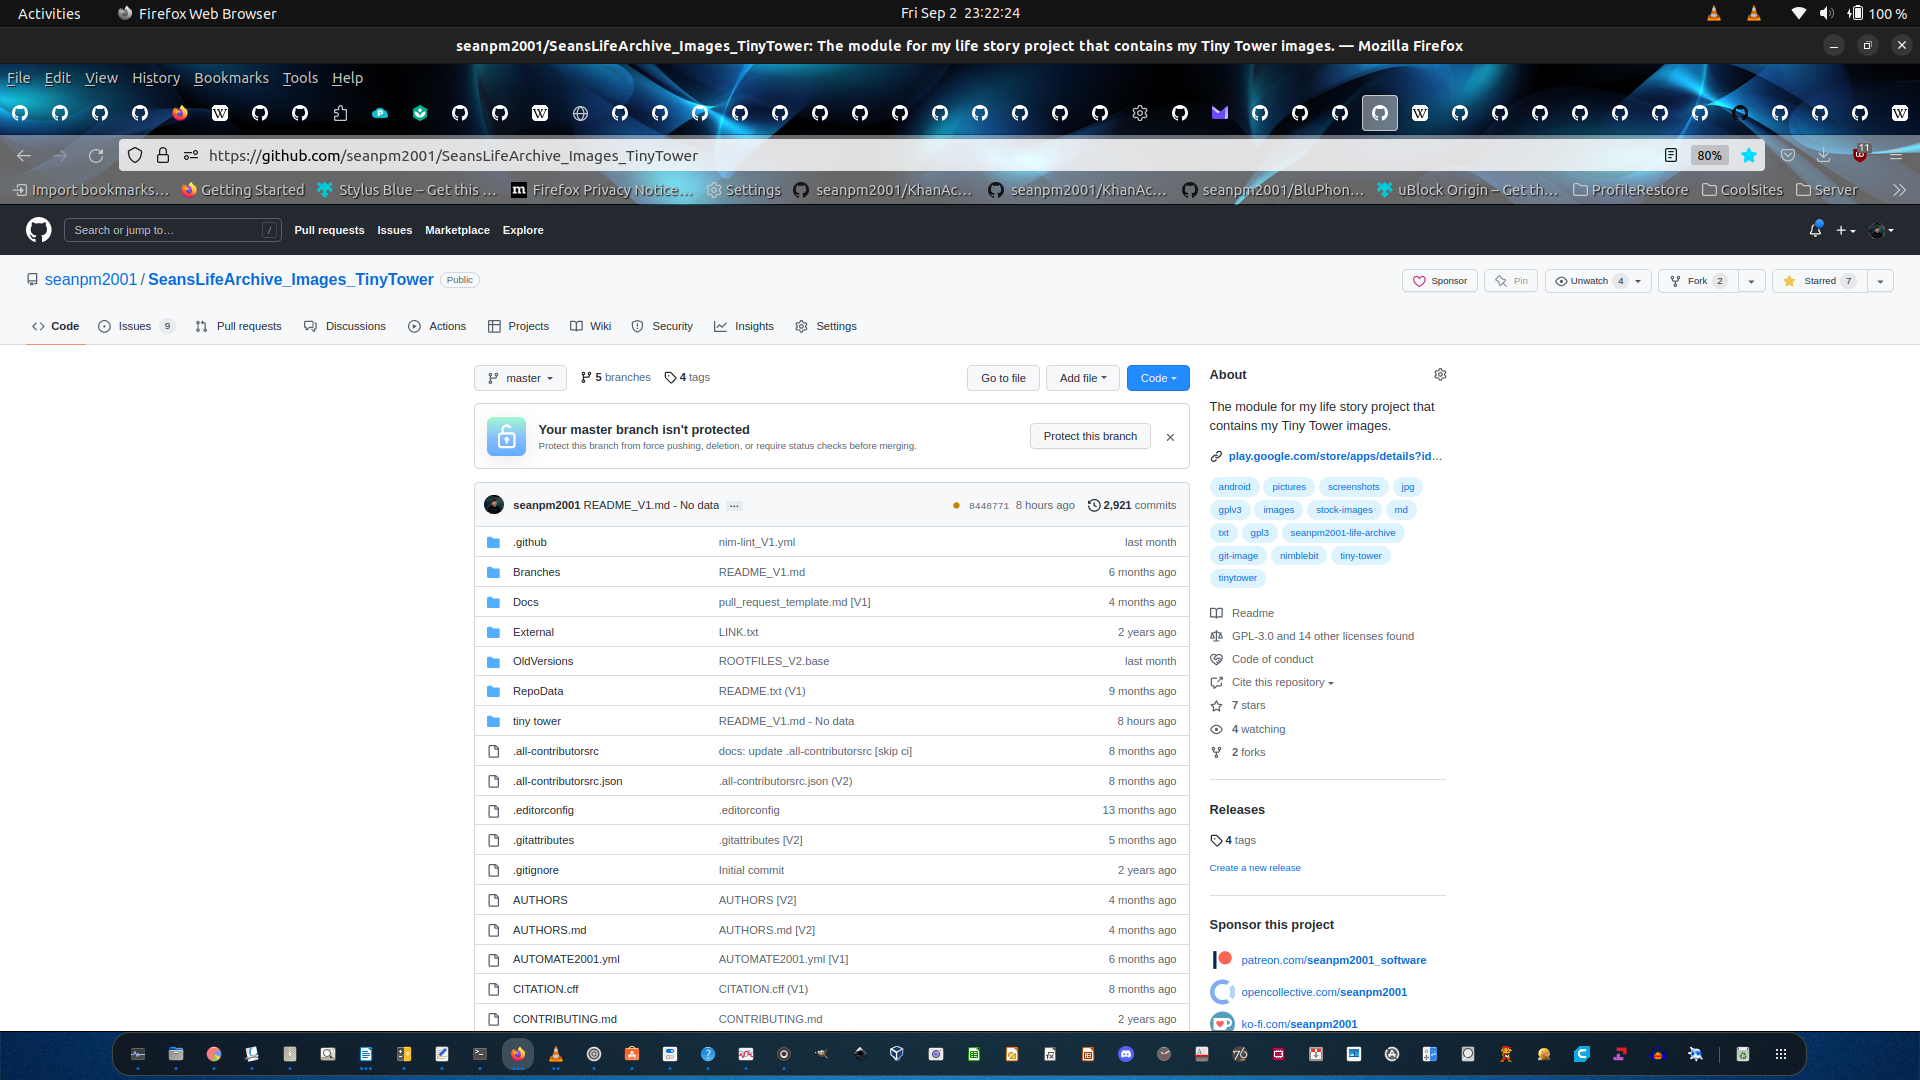 Activities Firefox Web Browser Fri Sep 2 23:22:24 100 %
seanpm2001/SeansLifeArchive_Images_TinyTower: The module for my life story project that contains my Tiny Tower images. — Mozilla Firefox
File Edit View History Bookmarks Tools Help
https://github.com/seanpm2001/SeansLifeArchive_Images_TinyTower 80% 11
Import bookmarks… Getting Started Stylus Blue – Get this … Firefox Privacy Notice… Settings seanpm2001/KhanAc… seanpm2001/KhanAc… seanpm2001/BluPhon… uBlock Origin – Get th… ProfileRestore CoolSites Server
Search or jump to… / Pull requests Issues Marketplace Explore
seanpm2001 / SeansLifeArchive_Images_TinyTower Public Sponsor Pin Unwatch 4 Fork 2 Starred 7
Code Issues 9 Pull requests Discussions Actions Projects Wiki Security Insights Settings
master 5 branches 4 tags Go to file Add file Code
Your master branch isn't protected
Protect this branch from force pushing, deletion, or require status checks before merging.
Protect this branch
seanpm2001 README_V1.md - No data … 8448771 8 hours ago 2,921 commits
.github nim-lint_V1.yml last month
Branches README_V1.md 6 months ago
Docs pull_request_template.md [V1] 4 months ago
External LINK.txt 2 years ago
OldVersions ROOTFILES_V2.base last month
RepoData README.txt (V1) 9 months ago
tiny tower README_V1.md - No data 8 hours ago
.all-contributorsrc docs: update .all-contributorsrc [skip ci] 8 months ago
.all-contributorsrc.json .all-contributorsrc.json (V2) 8 months ago
.editorconfig .editorconfig 13 months ago
.gitattributes .gitattributes [V2] 5 months ago
.gitignore Initial commit 2 years ago
AUTHORS AUTHORS [V2] 4 months ago
AUTHORS.md AUTHORS.md [V2] 4 months ago
AUTOMATE2001.yml AUTOMATE2001.yml [V1] 6 months ago
CITATION.cff CITATION.cff (V1) 8 months ago
CONTRIBUTING.md CONTRIBUTING.md 2 years ago
About
The module for my life story project that
contains my Tiny Tower images.
play.google.com/store/apps/details?id…
android pictures screenshots jpg
gplv3 images stock-images md
txt gpl3 seanpm2001-life-archive
git-image nimblebit tiny-tower
tinytower
Readme
GPL-3.0 and 14 other licenses found
Code of conduct
Cite this repository
7 stars
4 watching
2 forks
Releases
4 tags
Create a new release
Sponsor this project
patreon.com/seanpm2001_software
opencollective.com/seanpm2001
ko-fi.com/seanpm2001